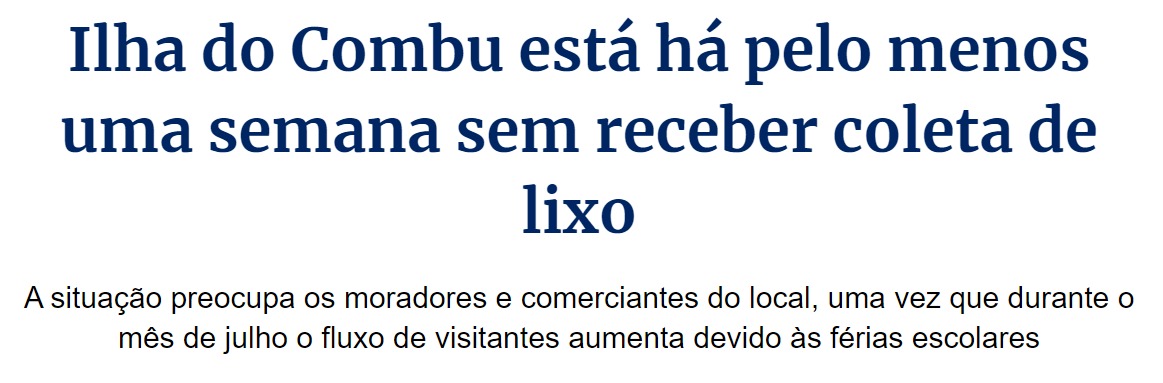 Ilha do Combu está há pelo menos
uma semana sem receber coleta de
lixo
A situação preocupa os moradores e comerciantes do local, uma vez que durante o
mês de julho o fluxo de visitantes aumenta devido às férias escolares